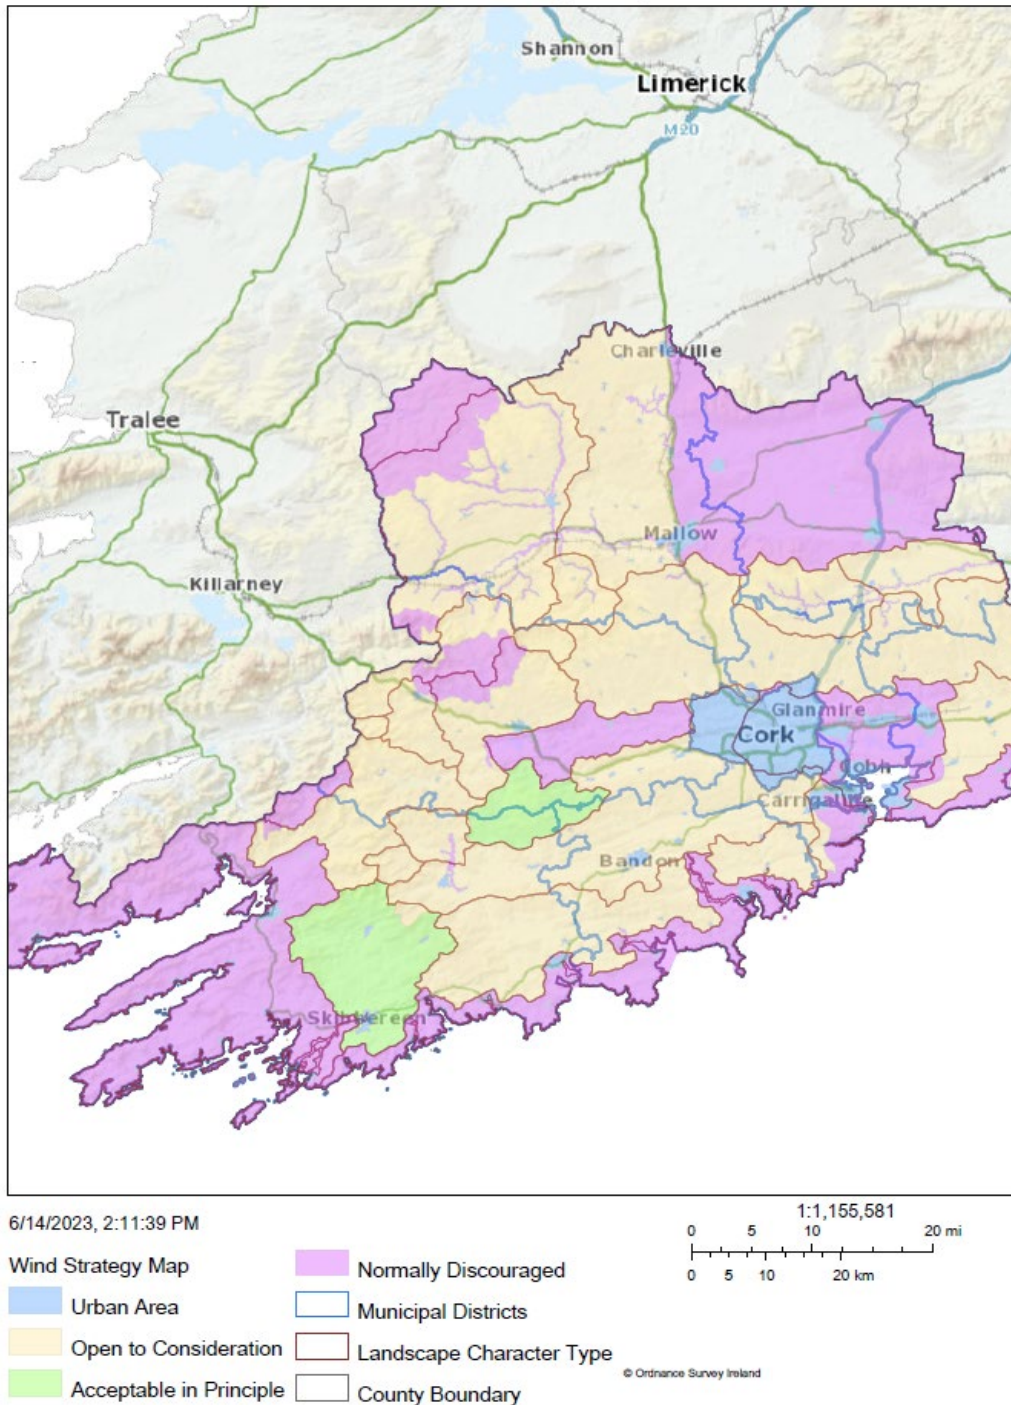 Shannon
Limerick
M20
Charleville
Tralee
Mallow
Killarney
Glanmire
Cork
Cobh
Carrigaline
Bandon
Skibbereen
6/14/2023, 2:11:39 PM
1:1,155,581
0 5 10 20 mi
0 5 10 20 km
Wind Strategy Map
Urban Area
Open to Consideration
Acceptable in Principle
Normally Discouraged
Municipal Districts
Landscape Character Type
County Boundary
© Ordnance Survey Ireland